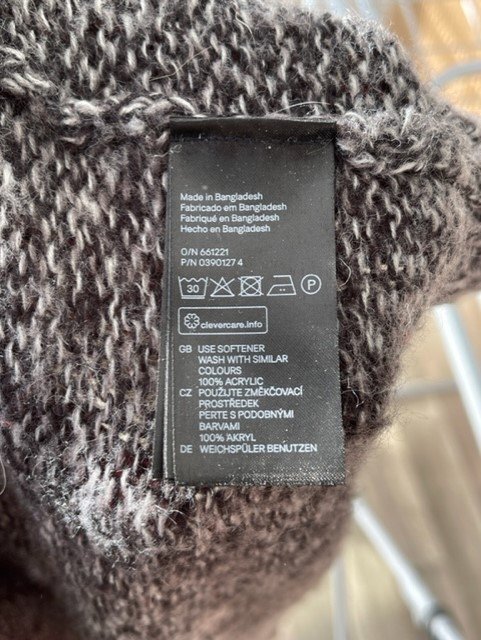 Made in Bangladesh
Fabricado em Bangladesh
Fabriqué en Bangladesh
Hecho en Bangladesh
O/N 661221
P/N 0390127 4
30
P
clevercare.info
GB USE SOFTENER
WASH WITH SIMILAR
COLOURS
100% ACRYLIC
CZ POUŽIJTE ZMĚKČOVACÍ
PROSTŘEDEK
PERTE S PODOBNÝMI
BARVAMI
100% AKRYL
DE WEICHSPÜLER BENUTZEN